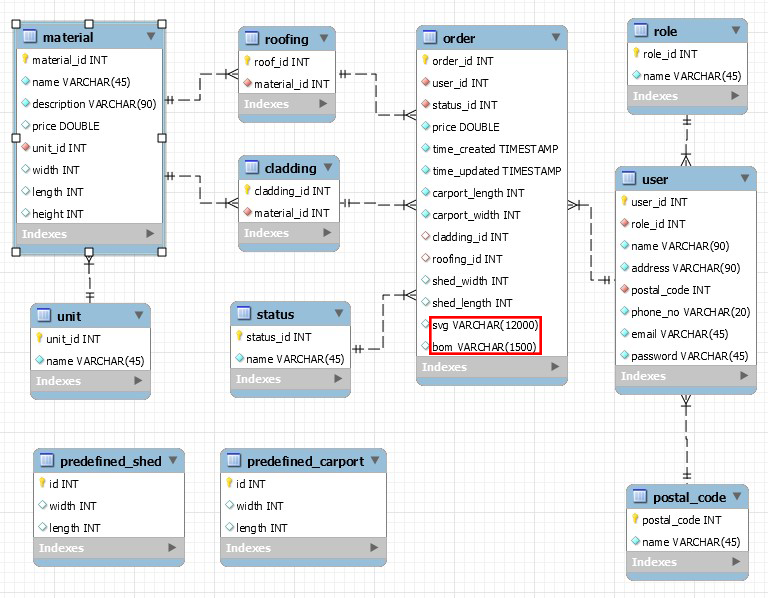 material
material_id INT
name VARCHAR(45)
description VARCHAR(90)
price DOUBLE
unit_id INT
width INT
length INT
height INT
Indexes
roofing
roof_id INT
material_id INT
Indexes
cladding
cladding_id INT
material_id INT
Indexes
order
order_id INT
user_id INT
status_id INT
price DOUBLE
time_created TIMESTAMP
time_updated TIMESTAMP
carport_length INT
carport_width INT
cladding_id INT
roofing_id INT
shed_width INT
shed_length INT
svg VARCHAR(12000)
bom VARCHAR(1500)
Indexes
role
role_id INT
name VARCHAR(45)
Indexes
user
user_id INT
role_id INT
name VARCHAR(90)
address VARCHAR(90)
postal_code INT
phone_no VARCHAR(20)
email VARCHAR(45)
password VARCHAR(45)
Indexes
unit
unit_id INT
name VARCHAR(45)
Indexes
status
status_id INT
name VARCHAR(45)
Indexes
predefined_shed
id INT
width INT
length INT
Indexes
predefined_carport
id INT
width INT
length INT
Indexes
postal_code
postal_code INT
name VARCHAR(45)
Indexes